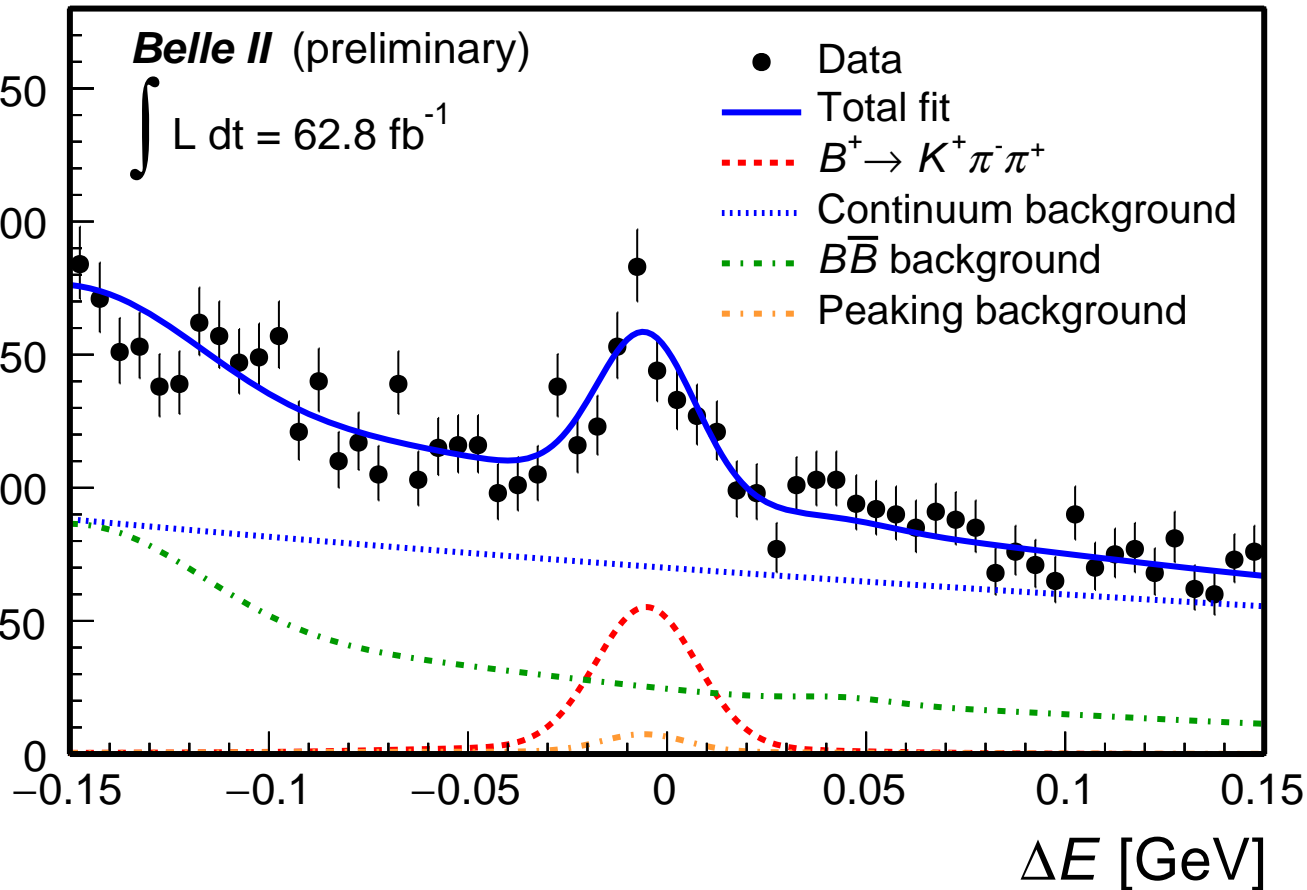 Belle II (preliminary)
∫ L dt = 62.8 fb⁻¹
Data
Total fit
B⁺→ K⁺π⁻π⁺
Continuum background
BB̅ background
Peaking background
50
00
50
00
50
0
−0.15 −0.1 −0.05 0 0.05 0.1 0.15
ΔE [GeV]